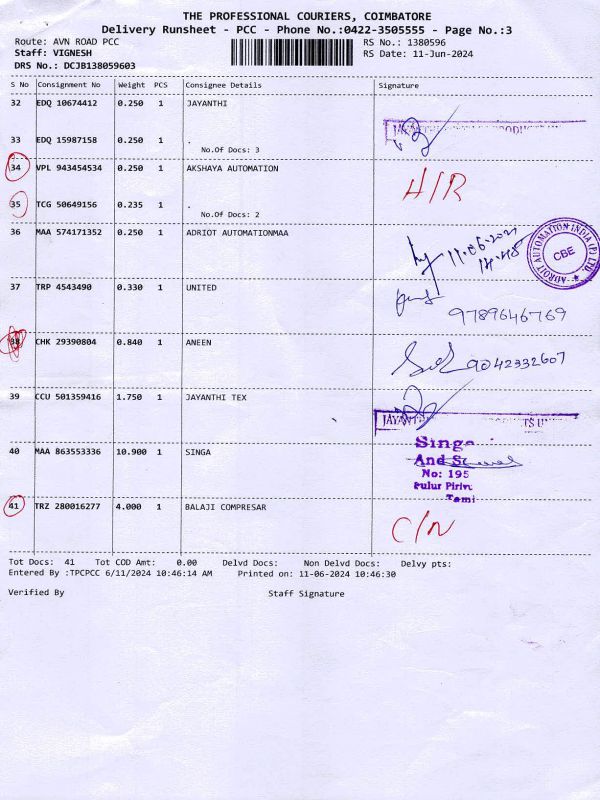 THE PROFESSIONAL COURIERS, COIMBATORE
Delivery Runsheet - PCC - Phone No.:0422-3505555 - Page No.:3
Route: AVN ROAD PCC
RS No.: 1380596
Staff: VIGNESH
RS Date: 11-Jun-2024
DRS No.: DCJB138059603
S No Consignment No Weight PCS Consignee Details Signature
32 EDQ 10674412 0.250 1 JAYANTHI
33 EDQ 15987158 0.250 1 .
No.Of Docs: 3
34 VPL 943454534 0.250 1 AKSHAYA AUTOMATION
H/R
35 TCG 50649156 0.235 1 .
No.Of Docs: 2
36 MAA 574171352 0.250 1 ADRIOT AUTOMATIONMAA
ADROIT AUTOMATION INDIA (P) LTD.
CBE
37 TRP 4543490 0.330 1 UNITED
9789646769
38 CHK 29390804 0.840 1 ANEEN
9042332607
39 CCU 501359416 1.750 1 JAYANTHI TEX
40 MAA 863553336 10.900 1 SINGA
Singa
And
No: 195
41 TRZ 280016277 4.000 1 BALAJI COMPRESAR
C/N
Tot Docs: 41 Tot COD Amt: 0.00 Delvd Docs: Non Delvd Docs: Delvy pts:
Entered By :TPCPCC 6/11/2024 10:46:14 AM Printed on: 11-06-2024 10:46:30
Verified By Staff Signature